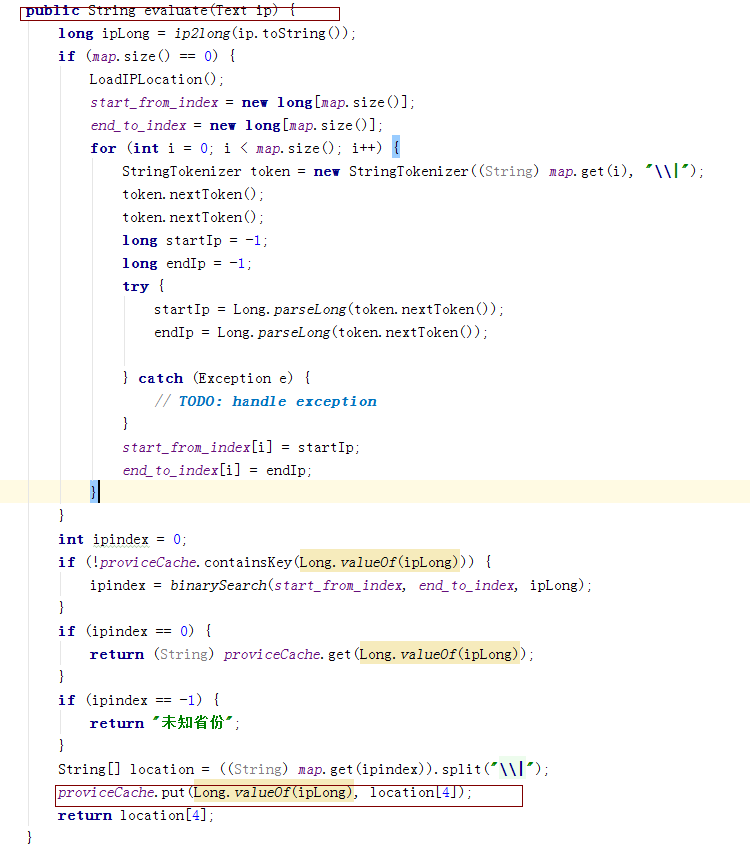 public String evaluate(Text ip) {
long ipLong = ip2long(ip.toString());
if (map.size() == 0) {
LoadIPLocation();
start_from_index = new long[map.size()];
end_to_index = new long[map.size()];
for (int i = 0; i < map.size(); i++) {
StringTokenizer token = new StringTokenizer((String) map.get(i), "\\|");
token.nextToken();
token.nextToken();
long startIp = -1;
long endIp = -1;
try {
startIp = Long.parseLong(token.nextToken());
endIp = Long.parseLong(token.nextToken());
} catch (Exception e) {
// TODO: handle exception
}
start_from_index[i] = startIp;
end_to_index[i] = endIp;
}
}
int ipindex = 0;
if (!proviceCache.containsKey(Long.valueOf(ipLong))) {
ipindex = binarySearch(start_from_index, end_to_index, ipLong);
}
if (ipindex == 0) {
return (String) proviceCache.get(Long.valueOf(ipLong));
}
if (ipindex == -1) {
return "未知省份";
}
String[] location = ((String) map.get(ipindex)).split("\\|");
proviceCache.put(Long.valueOf(ipLong), location[4]);
return location[4];
}